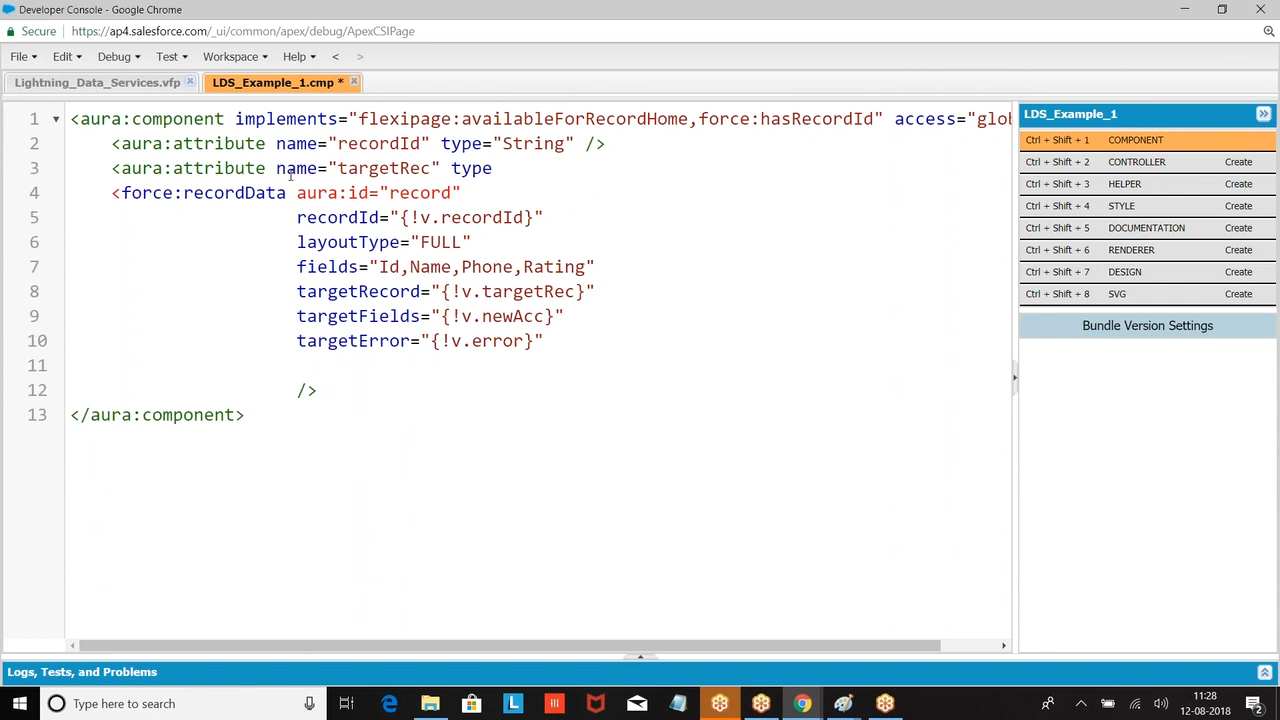 Developer Console - Google Chrome
Secure https://ap4.salesforce.com/_ui/common/apex/debug/ApexCSIPage
File Edit Debug Test Workspace Help < >
Lightning_Data_Services.vfp LDS_Example_1.cmp *
1 <aura:component implements="flexipage:availableForRecordHome,force:hasRecordId" access="glob
2 <aura:attribute name="recordId" type="String" />
3 <aura:attribute name="targetRec" type
4 <force:recordData aura:id="record"
5 recordId="{!v.recordId}"
6 layoutType="FULL"
7 fields="Id,Name,Phone,Rating"
8 targetRecord="{!v.targetRec}"
9 targetFields="{!v.newAcc}"
10 targetError="{!v.error}"
11
12 />
13 </aura:component>
LDS_Example_1
Ctrl + Shift + 1 COMPONENT
Ctrl + Shift + 2 CONTROLLER Create
Ctrl + Shift + 3 HELPER Create
Ctrl + Shift + 4 STYLE Create
Ctrl + Shift + 5 DOCUMENTATION Create
Ctrl + Shift + 6 RENDERER Create
Ctrl + Shift + 7 DESIGN Create
Ctrl + Shift + 8 SVG Create
Bundle Version Settings
Logs, Tests, and Problems
Type here to search
11:28
12-08-2018
2